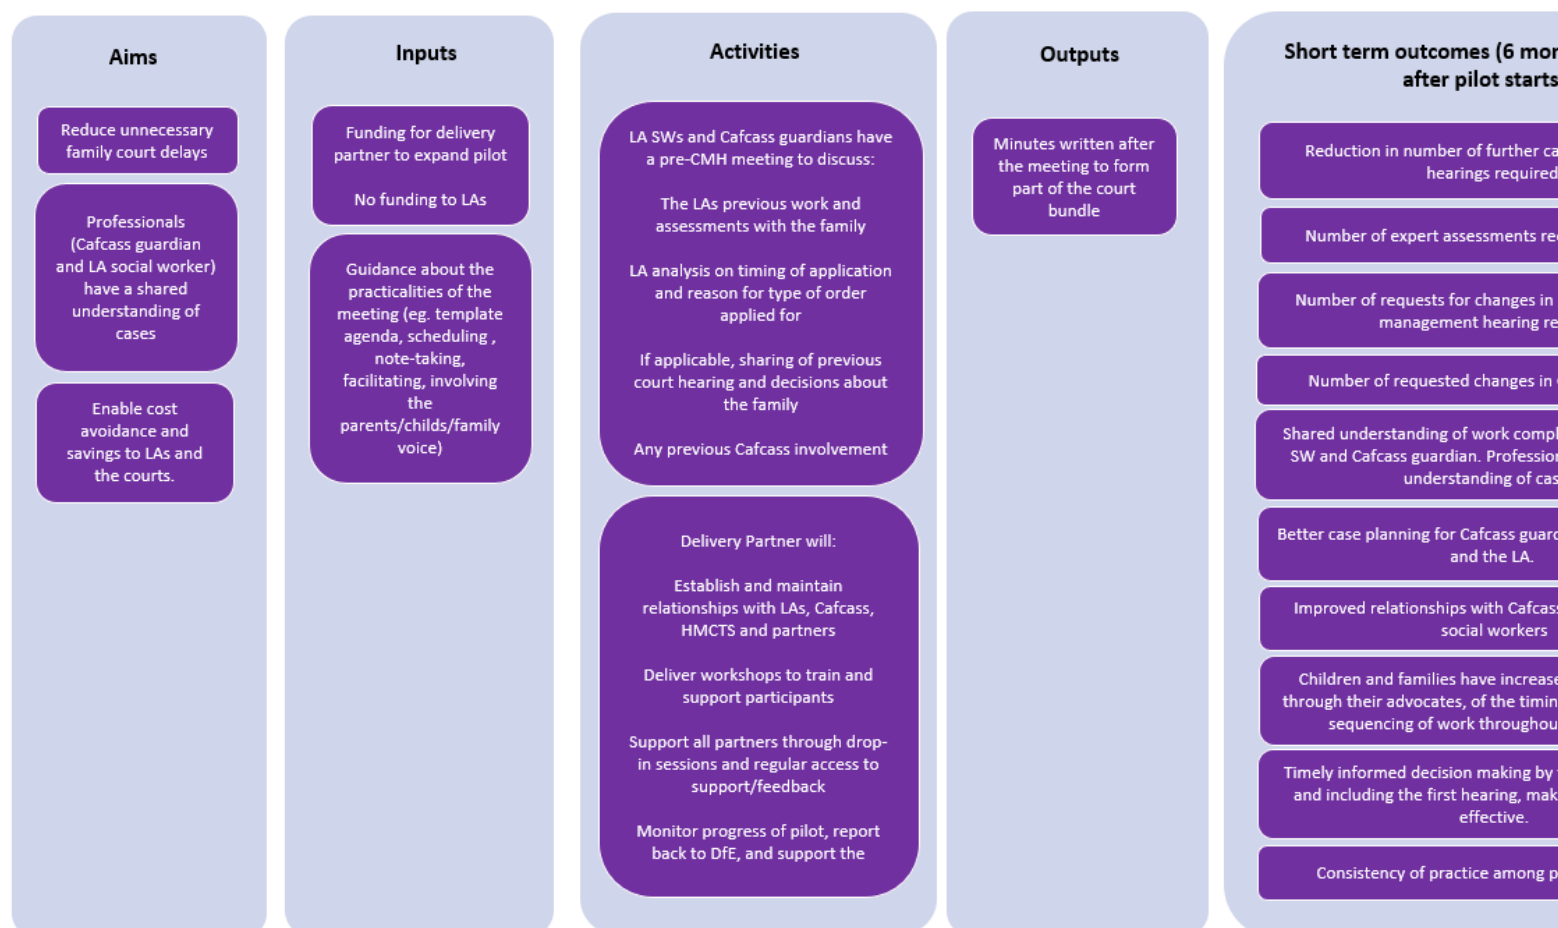 Aims
Reduce unnecessary
family court delays
Professionals
(Cafcass guardian
and LA social worker)
have a shared
understanding of
cases
Enable cost
avoidance and
savings to LAs and
the courts.
Inputs
Funding for delivery
partner to expand pilot
No funding to LAs
Guidance about the
practicalities of the
meeting (eg. template
agenda, scheduling ,
note-taking,
facilitating, involving
the
parents/childs/family
voice)
Activities
LA SWs and Cafcass guardians have
a pre-CMH meeting to discuss:
The LAs previous work and
assessments with the family
LA analysis on timing of application
and reason for type of order
applied for
If applicable, sharing of previous
court hearing and decisions about
the family
Any previous Cafcass involvement
Delivery Partner will:
Establish and maintain
relationships with LAs, Cafcass,
HMCTS and partners
Deliver workshops to train and
support participants
Support all partners through drop-
in sessions and regular access to
support/feedback
Monitor progress of pilot, report
back to DfE, and support the
Outputs
Minutes written after
the meeting to form
part of the court
bundle
Short term outcomes (6 mon
after pilot starts
Reduction in number of further ca
hearings required
Number of expert assessments re
Number of requests for changes in
management hearing re
Number of requested changes in
Shared understanding of work compl
SW and Cafcass guardian. Profession
understanding of cas
Better case planning for Cafcass guard
and the LA.
Improved relationships with Cafcass
social workers
Children and families have increase
through their advocates, of the timin
sequencing of work throughou
Timely informed decision making by
and including the first hearing, mak
effective.
Consistency of practice among p